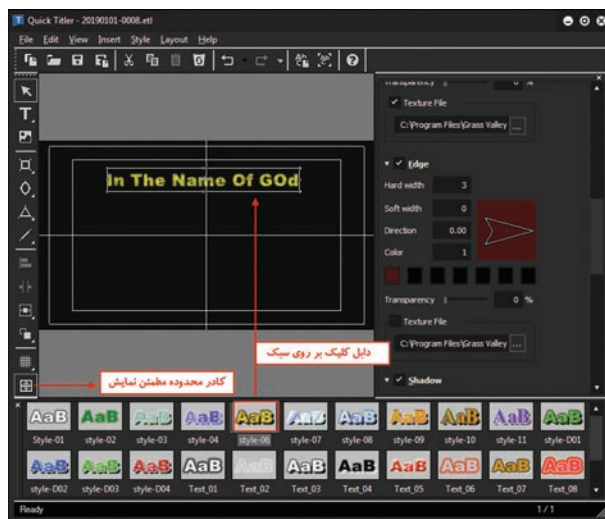 Quick Titler - 20190101-0008.etl
File Edit View Insert Style Layout Help
Transparency 0 %
Texture File
C:\Program Files\Grass Valley ...
Edge
Hard width 3
Soft width 0
Direction 0.00
Color 1
Transparency 0 %
Texture File
C:\Program Files\Grass Valley ...
Shadow
In The Name Of GOd
دابل کلیک بر روی سبک
کادر محدوده مطمئن نمایش
AaB AaB AaB AaB AaB AaB AaB AaB AaB AaB AaB
Style-01 style-02 style-03 style-04 style-06 style-07 style-08 style-09 style-10 style-11 style-D01
AaB AaB AaB AaB AaB AaB AaB AaB AaB AaB AaB
style-D02 style-D03 style-D04 Text_01 Text_02 Text_03 Text_04 Text_05 Text_06 Text_07 Text_08
Ready 1/1